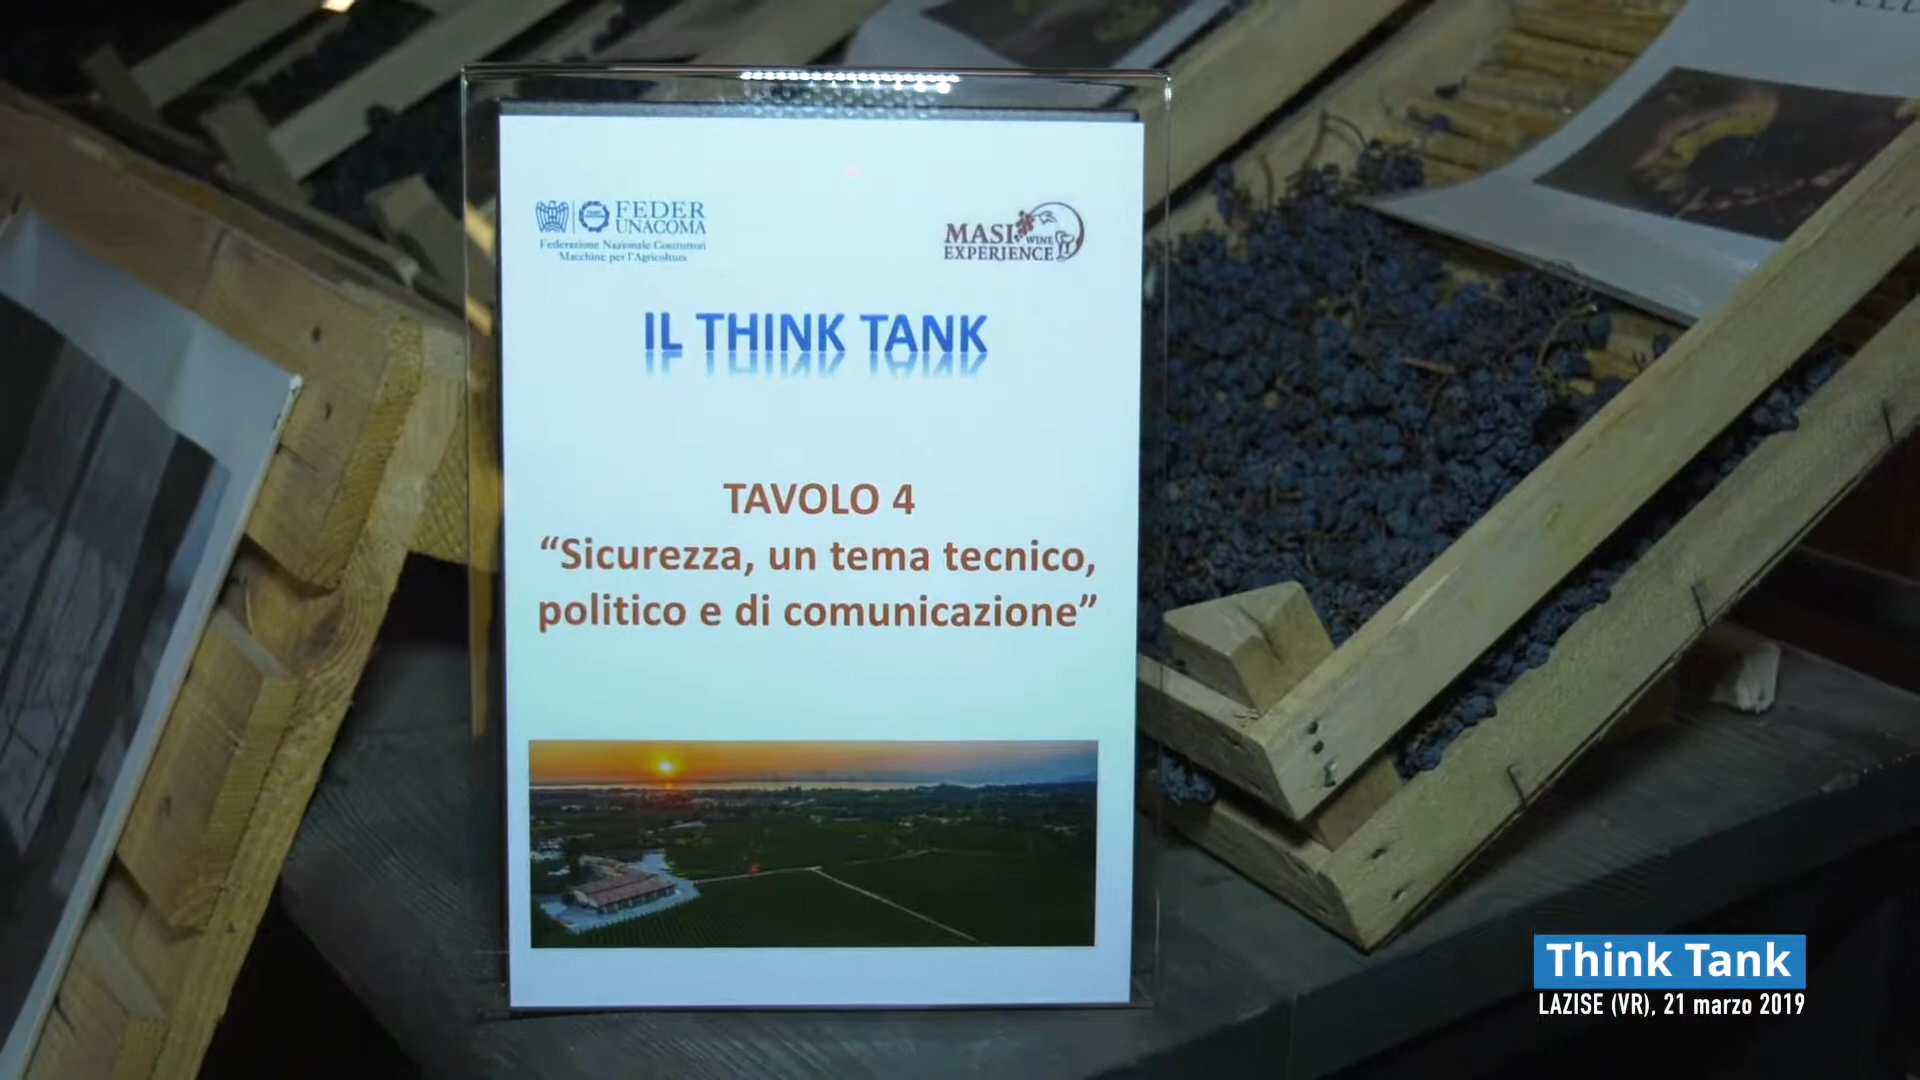 FEDER
UNACOMA
Federazione Nazionale Costruttori
Macchine per l'Agricoltura
MASI WINE
EXPERIENCE
IL THINK TANK
TAVOLO 4
“Sicurezza, un tema tecnico,
politico e di comunicazione”
Think Tank
LAZISE (VR), 21 marzo 2019